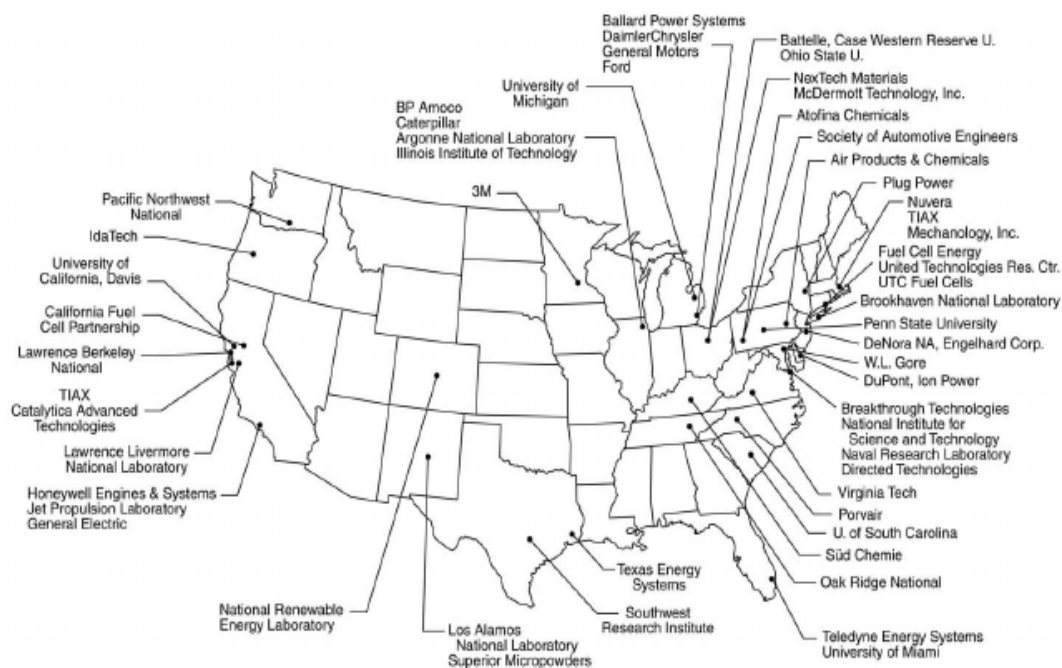 Ballard Power Systems
DaimlerChrysler
General Motors
Ford
Battelle, Case Western Reserve U.
Ohio State U.
University of
Michigan
NexTech Materials
McDermott Technology, Inc.
BP Amoco
Caterpillar
Argonne National Laboratory
Illinois Institute of Technology
Atofina Chemicals
Society of Automotive Engineers
Air Products & Chemicals
3M
Plug Power
Pacific Northwest
National
Nuvera
TIAX
Mechanology, Inc.
IdaTech
Fuel Cell Energy
United Technologies Res. Ctr.
UTC Fuel Cells
University of
California, Davis
Brookhaven National Laboratory
California Fuel
Cell Partnership
Penn State University
DeNora NA, Engelhard Corp.
Lawrence Berkeley
National
W.L. Gore
DuPont, Ion Power
TIAX
Catalytica Advanced
Technologies
Breakthrough Technologies
National Institute for
Science and Technology
Naval Research Laboratory
Directed Technologies
Lawrence Livermore
National Laboratory
Honeywell Engines & Systems
Jet Propulsion Laboratory
General Electric
Virginia Tech
Porvair
U. of South Carolina
Süd Chemie
Texas Energy
Systems
Oak Ridge National
National Renewable
Energy Laboratory
Southwest
Research Institute
Los Alamos
National Laboratory
Superior Micropowders
Teledyne Energy Systems
University of Miami